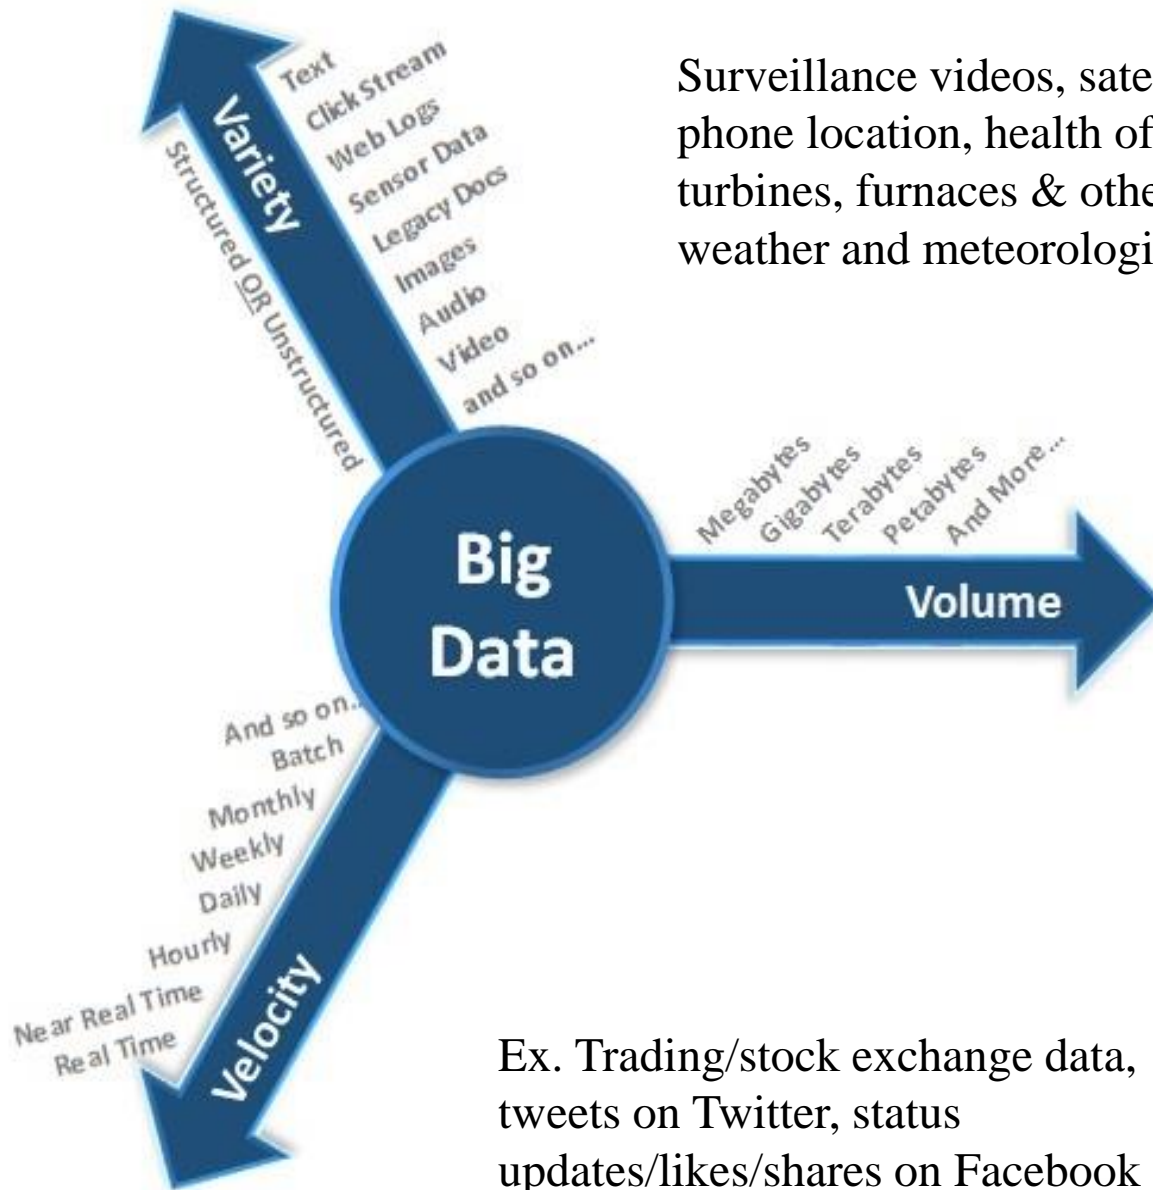 Text
Click Stream
Web Logs
Sensor Data
Legacy Docs
Images
Audio
Video
and so on...
Variety
Structured OR Unstructured
Surveillance videos,
phone location, health of
turbines, furnaces &
weather and
Megabytes
Gigabytes
Terabytes
Petabytes
And More...
Big
Data
Volume
And so on..
Batch
Monthly
Weekly
Daily
Hourly
Near Real Time
Real Time
Velocity
Ex. Trading/stock exchange data,
tweets on Twitter, status
updates/likes/shares on Facebook